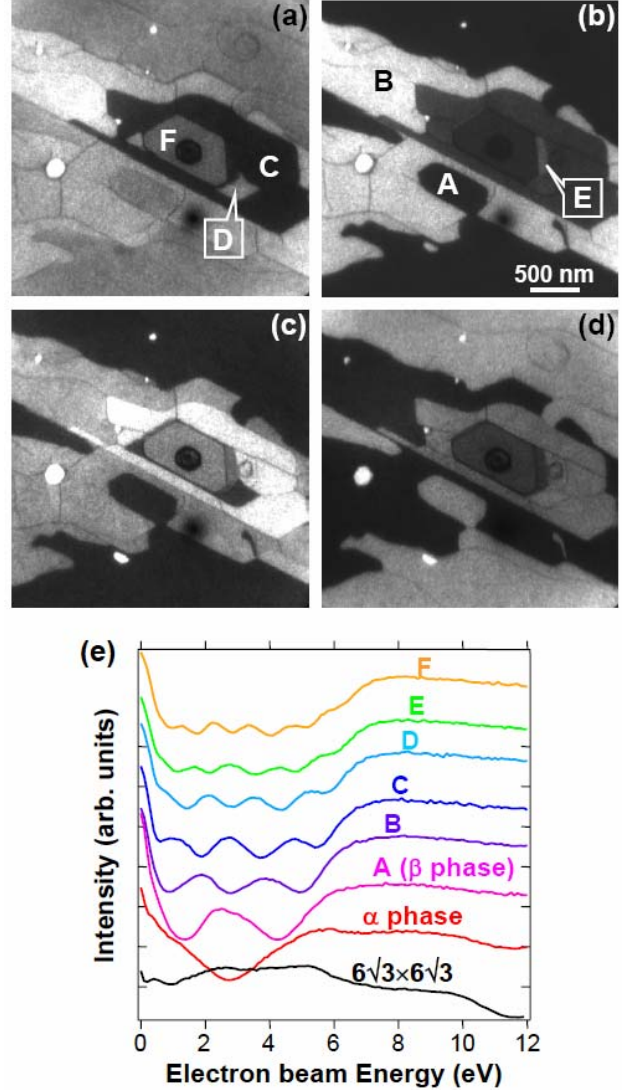 (a)
F
C
D
(b)
B
A
E
500 nm
(c)
(d)
(e)
Intensity (arb. units)
F
E
D
C
B
A (β phase)
α phase
6√3×6√3
0 2 4 6 8 10 12
Electron beam Energy (eV)